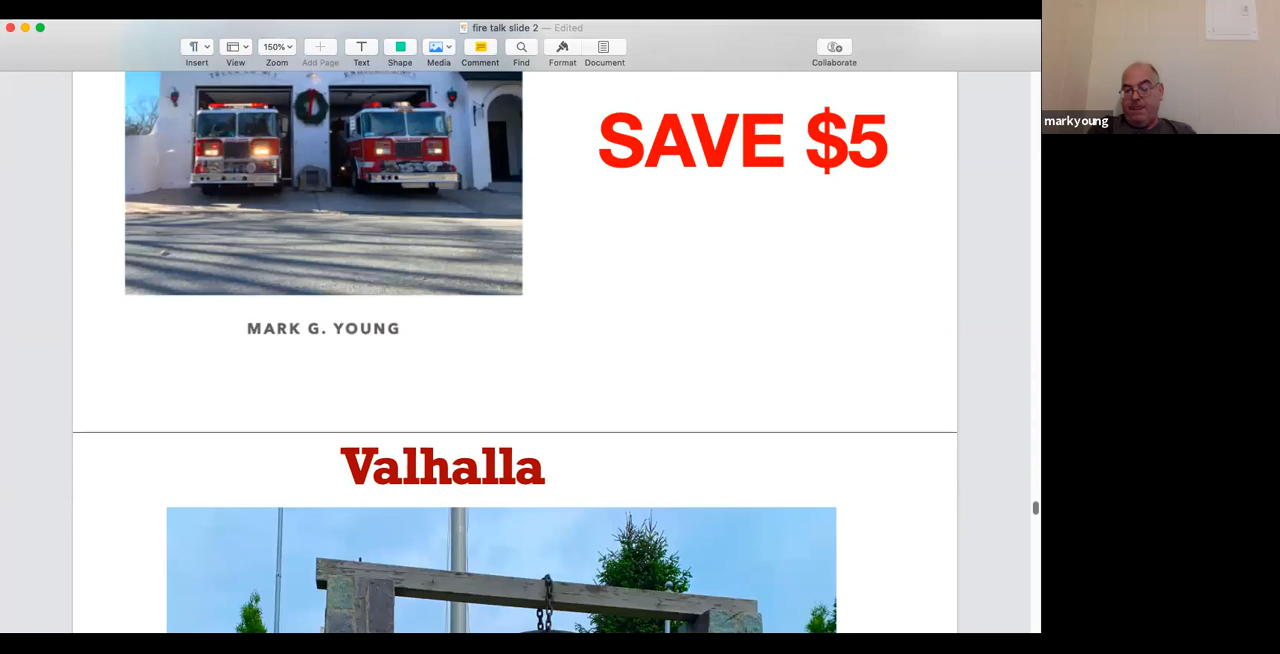 fire talk slide 2 — Edited
150%
Insert
View
Zoom
Add Page
Text
Shape
Media
Comment
Find
Format
Document
Collaborate
SAVE $5
MARK G. YOUNG
Valhalla
markyoung